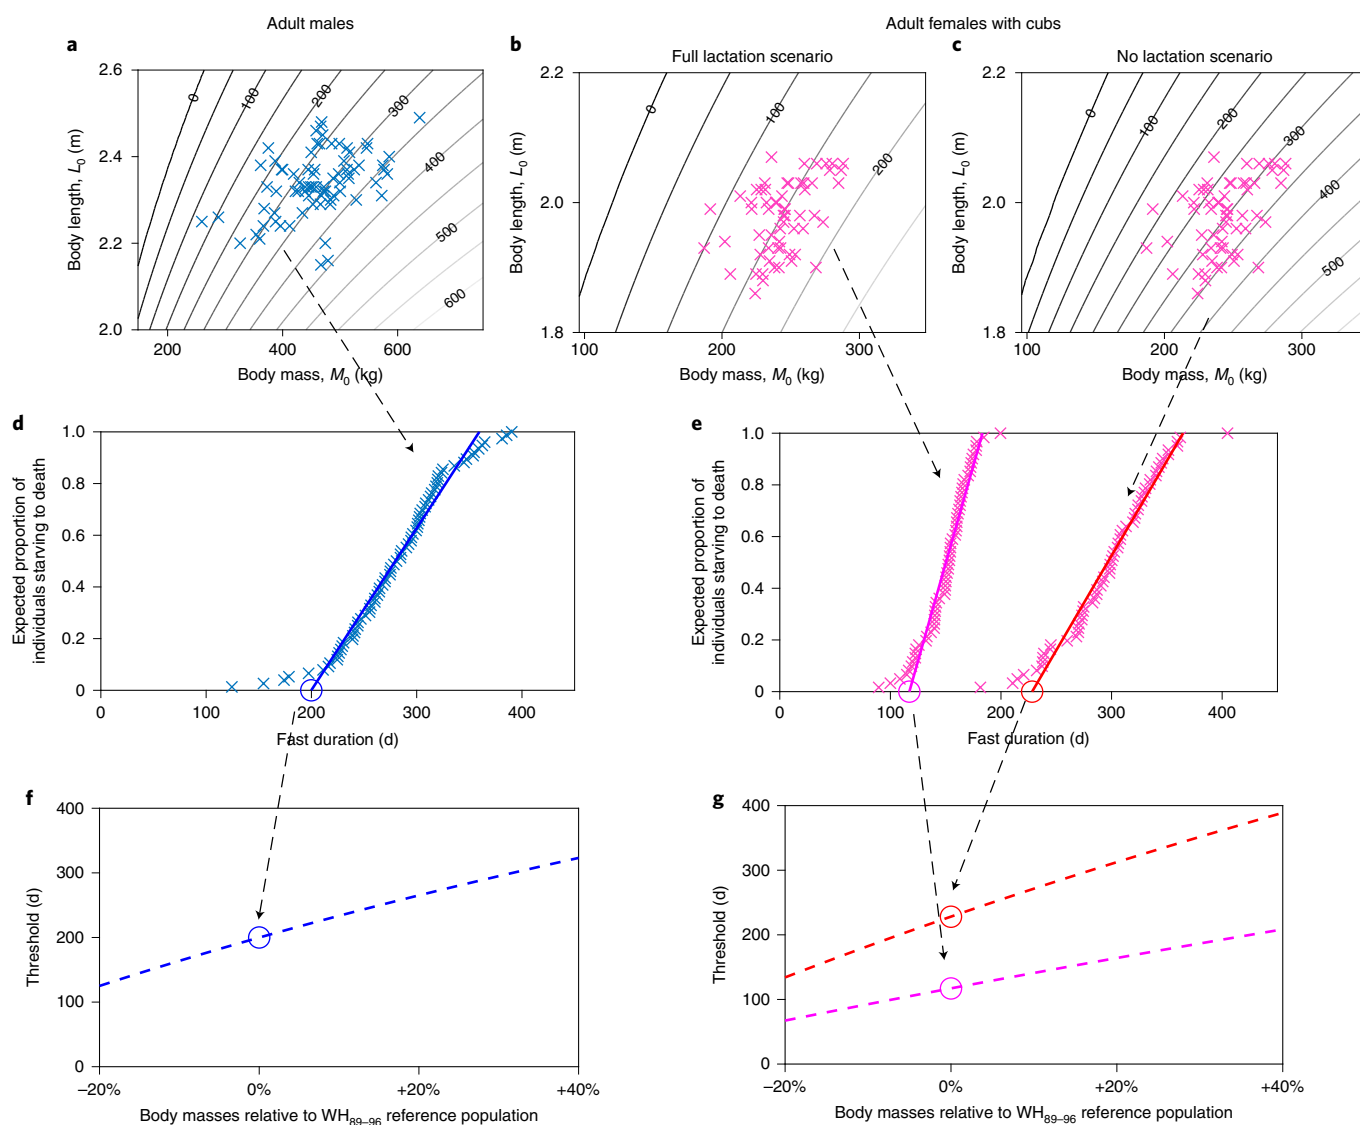 Adult males
Adult females with cubs
a
b
c
Full lactation scenario
No lactation scenario
2.6
2.4
2.2
2.0
Body length, L0 (m)
0
100
200
300
400
500
600
200
400
600
Body mass, M0 (kg)
2.2
2.0
1.8
Body length, L0 (m)
0
100
200
100
200
300
Body mass, M0 (kg)
2.2
2.0
1.8
Body length, L0 (m)
0
100
200
300
400
500
100
200
300
Body mass, M0 (kg)
d
1.0
0.8
0.6
0.4
0.2
0
Expected proportion of
individuals starving to death
0
100
200
300
400
Fast duration (d)
e
1.0
0.8
0.6
0.4
0.2
0
Expected proportion of
individuals starving to death
0
100
200
300
400
Fast duration (d)
f
400
300
200
100
0
Threshold (d)
–20%
0%
+20%
+40%
Body masses relative to WH89–96 reference population
g
400
300
200
100
0
Threshold (d)
–20%
0%
+20%
+40%
Body masses relative to WH89–96 reference population